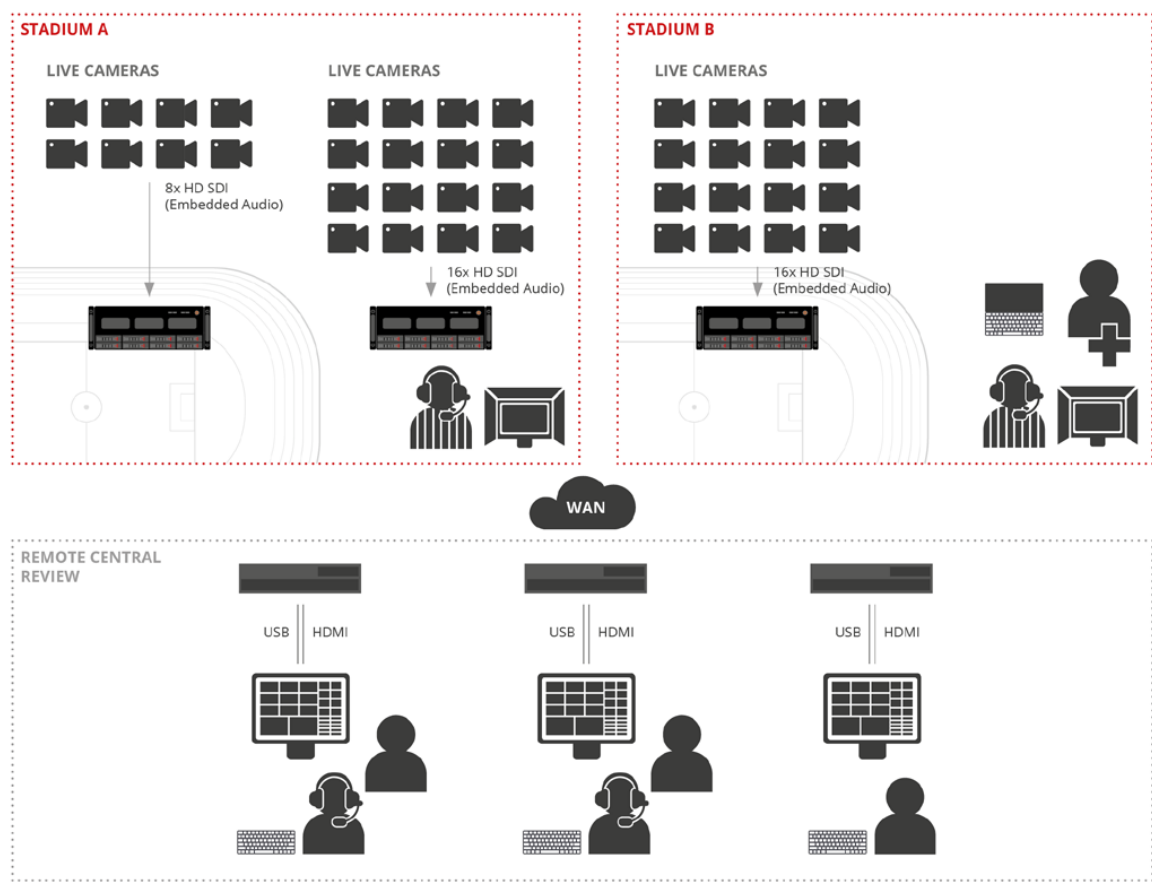 STADIUM A
LIVE CAMERAS
LIVE CAMERAS
8x HD SDI
(Embedded Audio)
16x HD SDI
(Embedded Audio)
STADIUM B
LIVE CAMERAS
16x HD SDI
(Embedded Audio)
WAN
REMOTE CENTRAL
REVIEW
USB HDMI
USB HDMI
USB HDMI